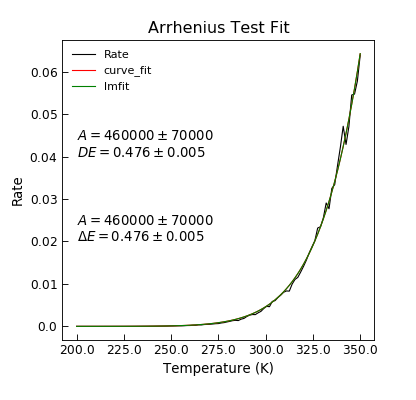 Arrhenius Test Fit
Rate
curve_fit
lmfit
A = 460000 ± 70000
DE = 0.476 ± 0.005
A = 460000 ± 70000
ΔE = 0.476 ± 0.005
Rate
0.06
0.05
0.04
0.03
0.02
0.01
0.0
200.0 225.0 250.0 275.0 300.0 325.0 350.0
Temperature (K)